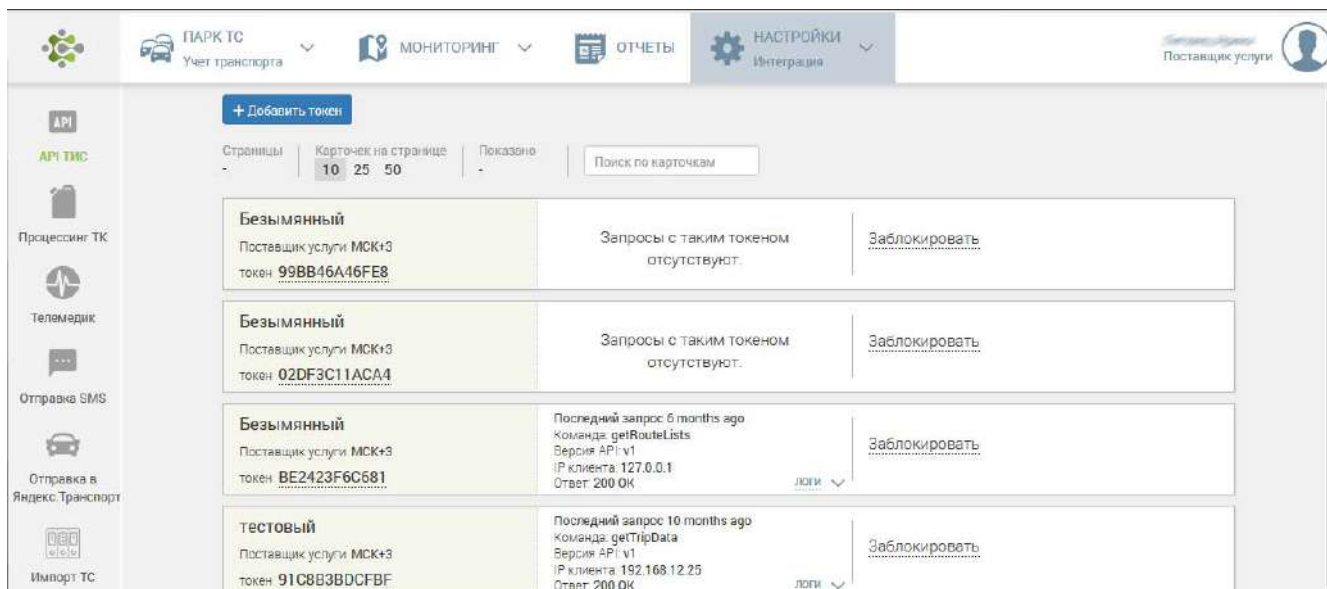 ПАРК ТС
Учет транспорта
МОНИТОРИНГ
ОТЧЕТЫ
НАСТРОЙКИ
Интеграция
Поставщик услуги
API
API ТИС
Процессинг ТК
Телемедик
Отправка SMS
Отправка в
Яндекс.Транспорт
Импорт ТС
+ Добавить токен
Страницы
-
Карточек на странице
10 25 50
Показано
-
Поиск по карточкам
Безымянный
Поставщик услуги МСК+3
токен 99BB46A46FE8
Запросы с таким токеном
отсутствуют.
Заблокировать
Безымянный
Поставщик услуги МСК+3
токен 02DF3C11ACA4
Запросы с таким токеном
отсутствуют.
Заблокировать
Безымянный
Поставщик услуги МСК+3
токен BE2423F6C681
Последний запрос 6 months ago
Команда: getRouteLists
Версия API: v1
IP клиента: 127.0.0.1
Ответ: 200 OK
логи
Заблокировать
тестовый
Поставщик услуги МСК+3
токен 91C8B3BDCFBF
Последний запрос 10 months ago
Команда: getTripData
Версия API: v1
IP клиента: 192.168.12.25
Ответ: 200 OK
логи
Заблокировать